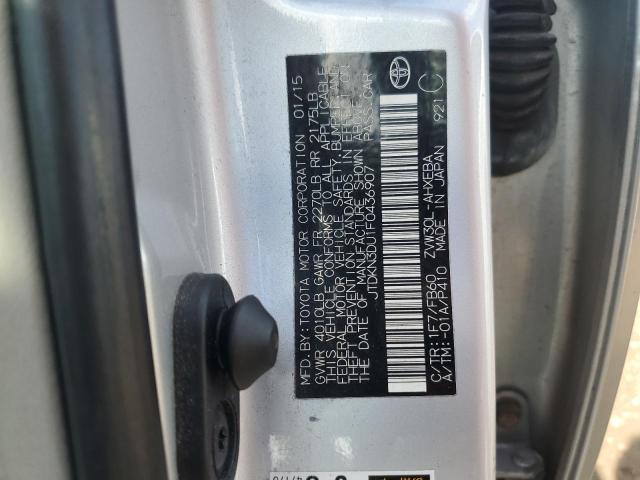 MFD.BY:TOYOTA MOTOR CORPORATION 01/15
GVWR 4010LB GAWR FR 2270LB RR 2175LB
THIS VEHICLE CONFORMS TO ALL APPLICABLE
FEDERAL MOTOR VEHICLE SAFETY, BUMPER, AND
THEFT PREVENTION STANDARDS IN EFFECT ON
THE DATE OF MANUFACTURE SHOWN ABOVE.
JTDKN3DU1F0436907 PASS.CAR
C/TR:1F7/FB60 ZVW30L-AHXEBA
A/TM:-01A/P410 MADE IN JAPAN 921 C